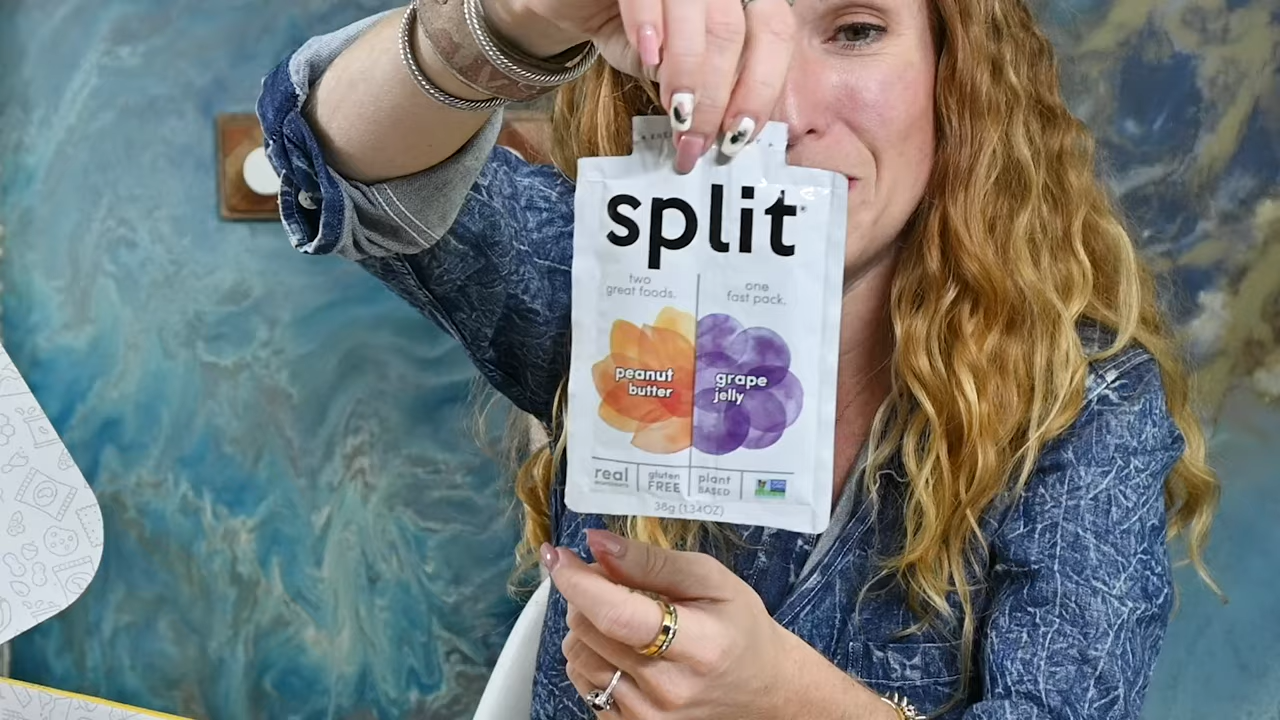 split
two
great foods.
one
fast pack.
peanut
butter
grape
jelly
real
gluten
FREE
plant
BASED
38g (1.34OZ)